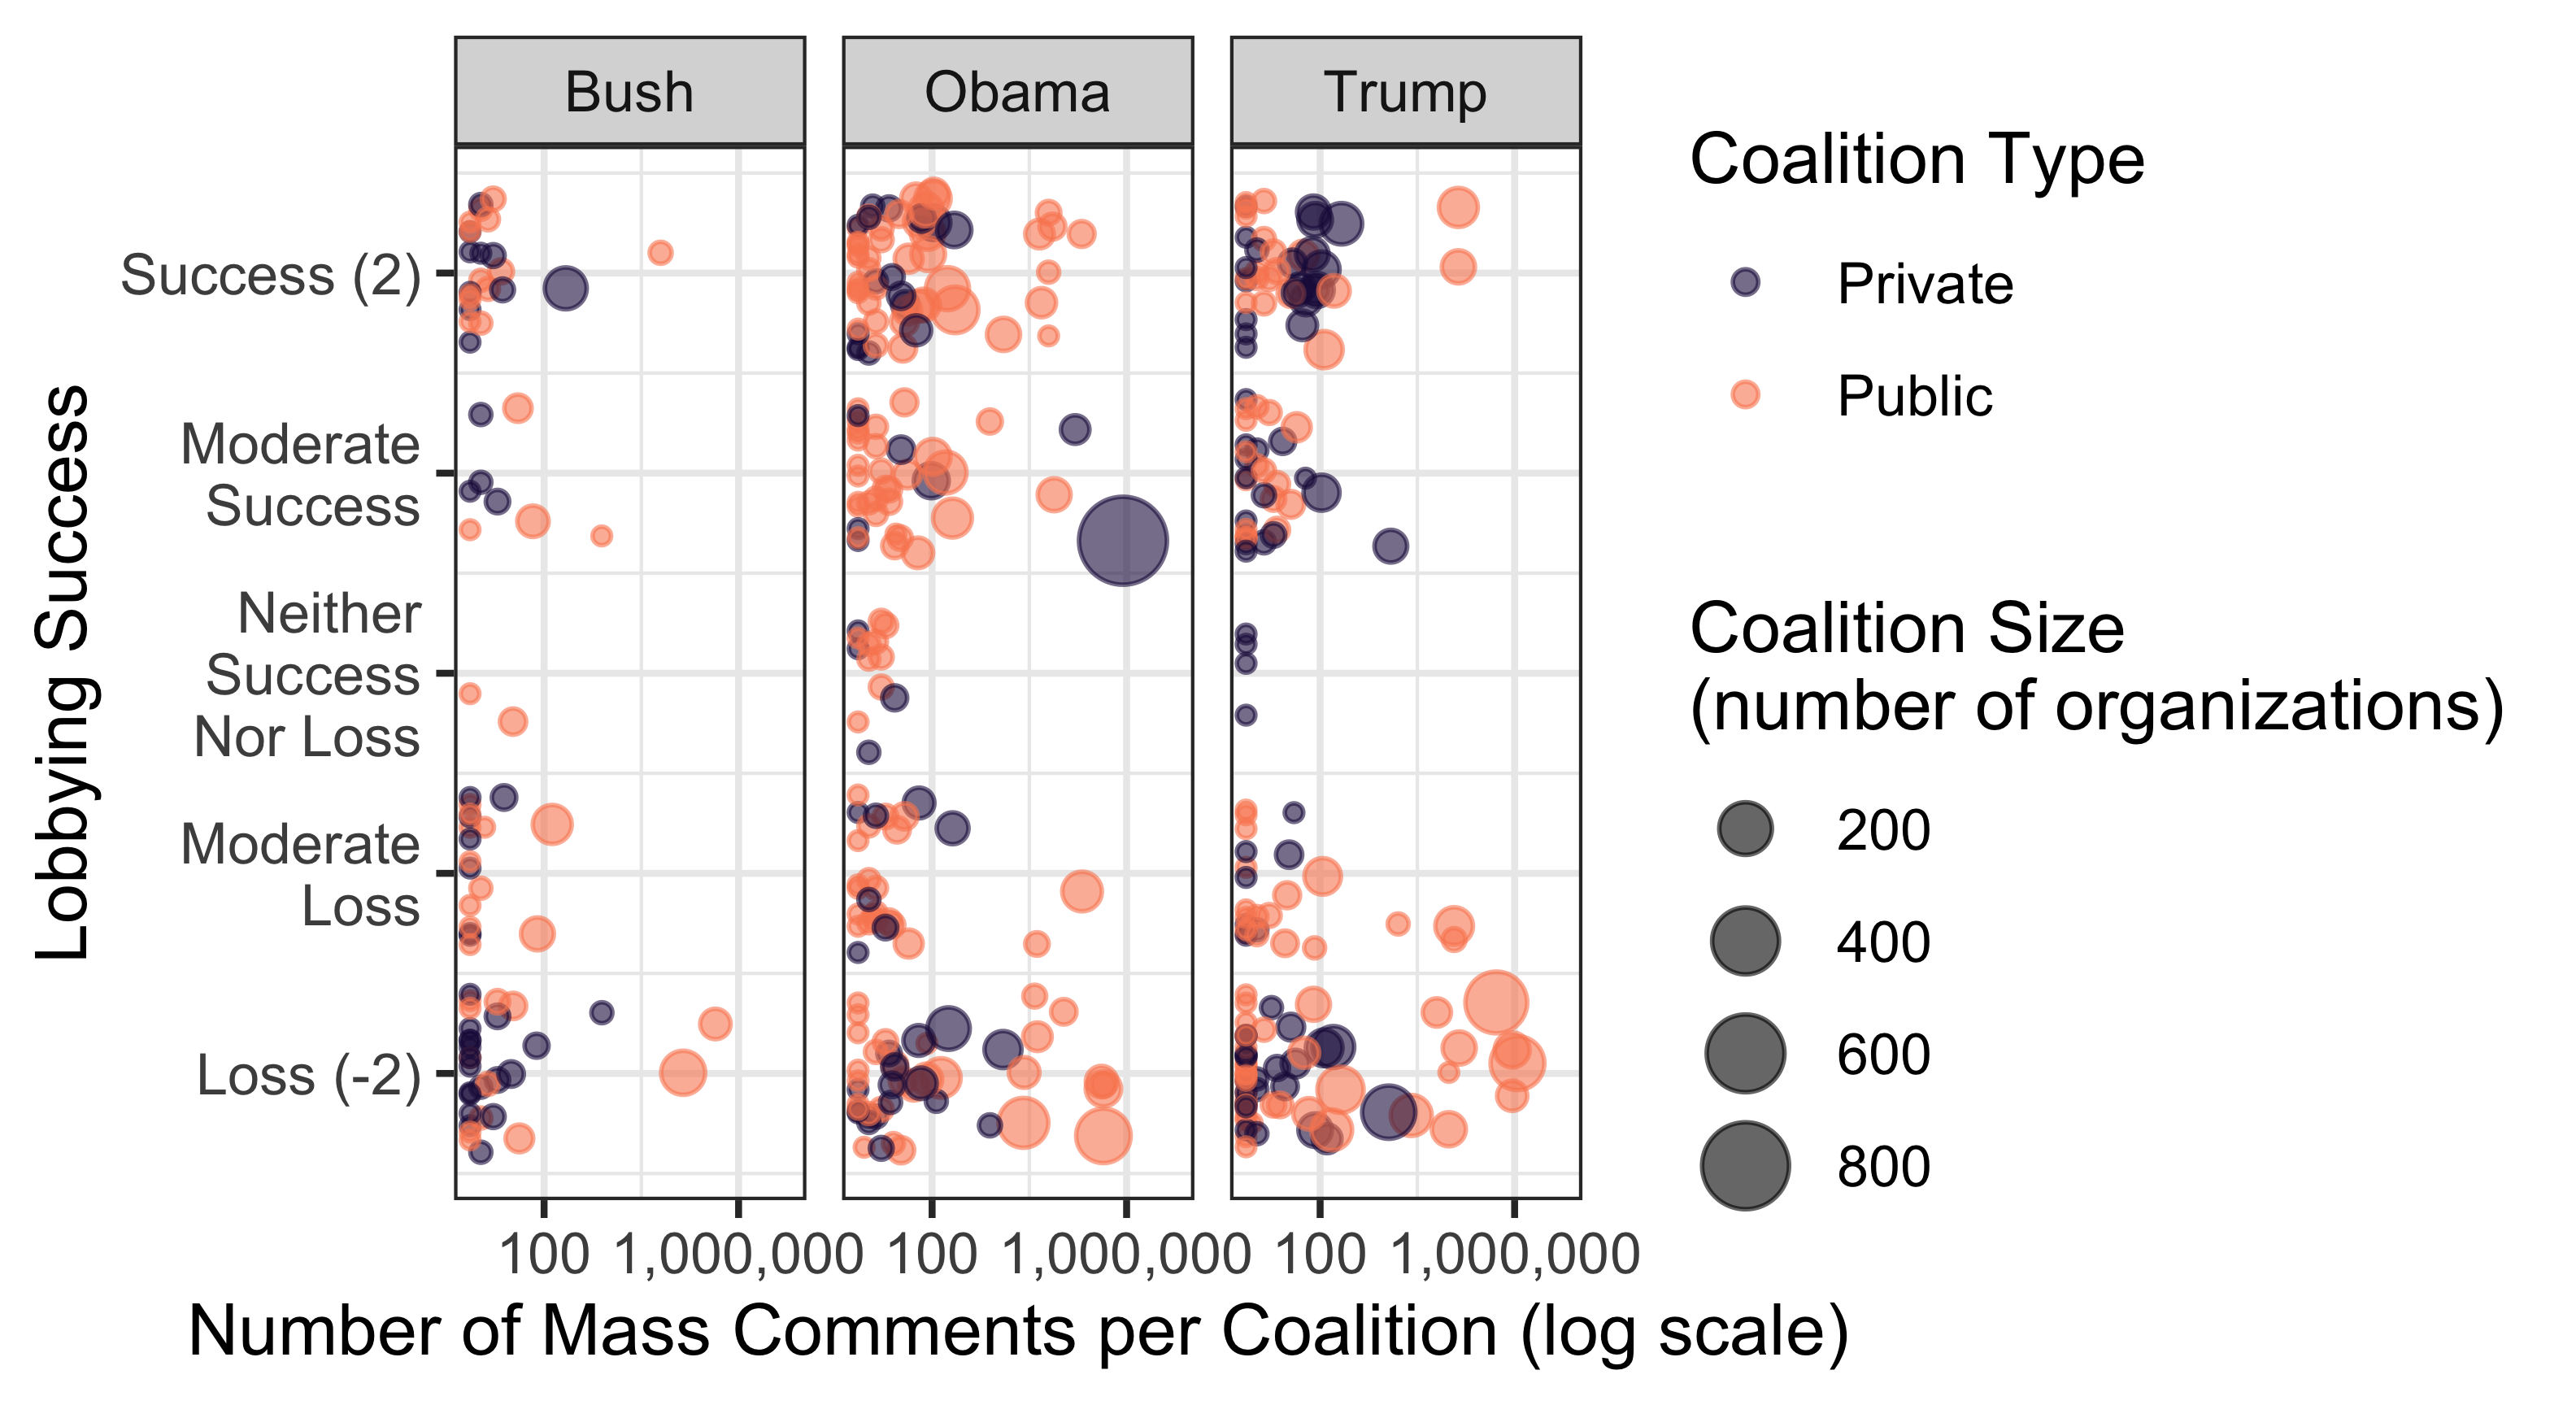 Bush
Obama
Trump
Lobbying Success
Success (2)
Moderate
Success
Neither
Success
Nor Loss
Moderate
Loss
Loss (-2)
100
1,000,000
100
1,000,000
100
1,000,000
Number of Mass Comments per Coalition (log scale)
Coalition Type
Private
Public
Coalition Size
(number of organizations)
200
400
600
800